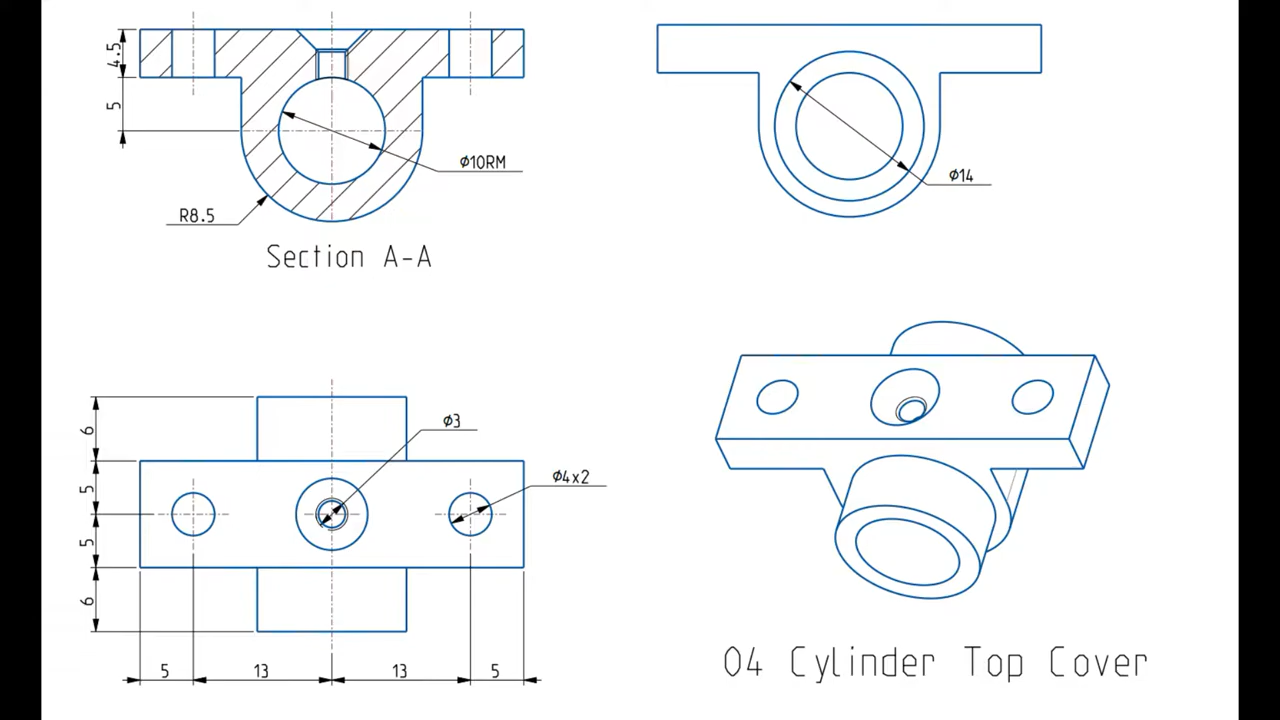 4.5
5
Ø10RM
R8.5
Section A-A
Ø14
6
5
5
6
Ø3
Ø4x2
5
13
13
5
04 Cylinder Top Cover